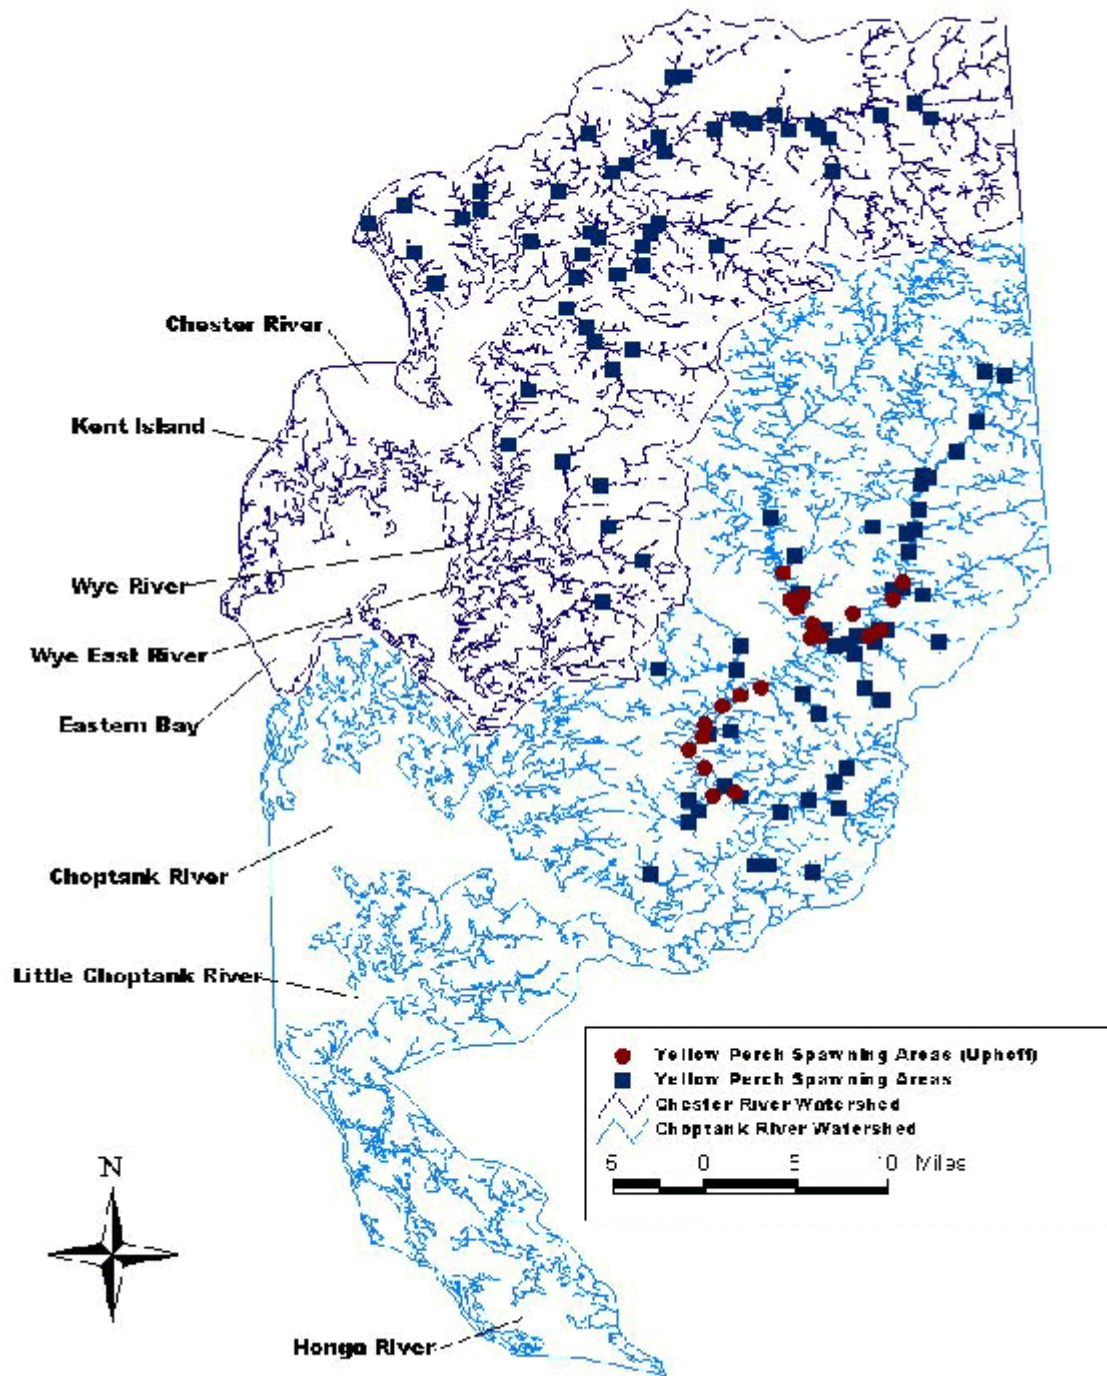 Chester River
Kent Island
Wye River
Wye East River
Eastern Bay
Choptank River
Little Choptank River
Yellow Perch Spawning Areas (Uphoff)
Yellow Perch Spawning Areas
Chester River Watershed
Choptank River Watershed
5 0 5 10 Miles
N
Honga River